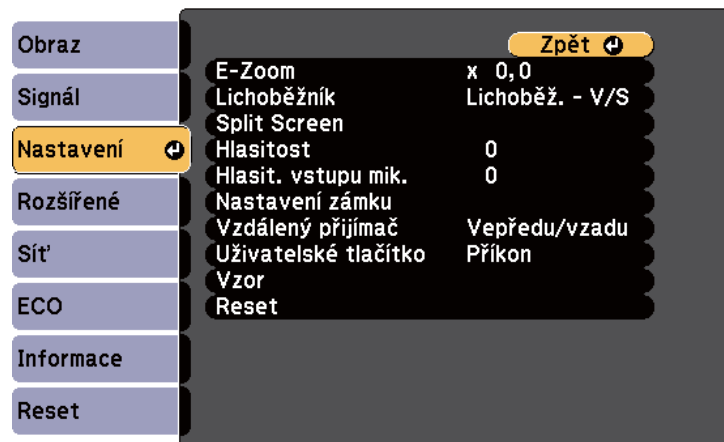 Obraz
Signál
Nastavení
Rozšířené
Síť
ECO
Informace
Reset
Zpět
E-Zoom x 0,0
Lichoběžník Lichoběž. - V/S
Split Screen
Hlasitost 0
Hlasit. vstupu mik. 0
Nastavení zámku
Vzdálený přijímač Vepředu/vzadu
Uživatelské tlačítko Příkon
Vzor
Reset